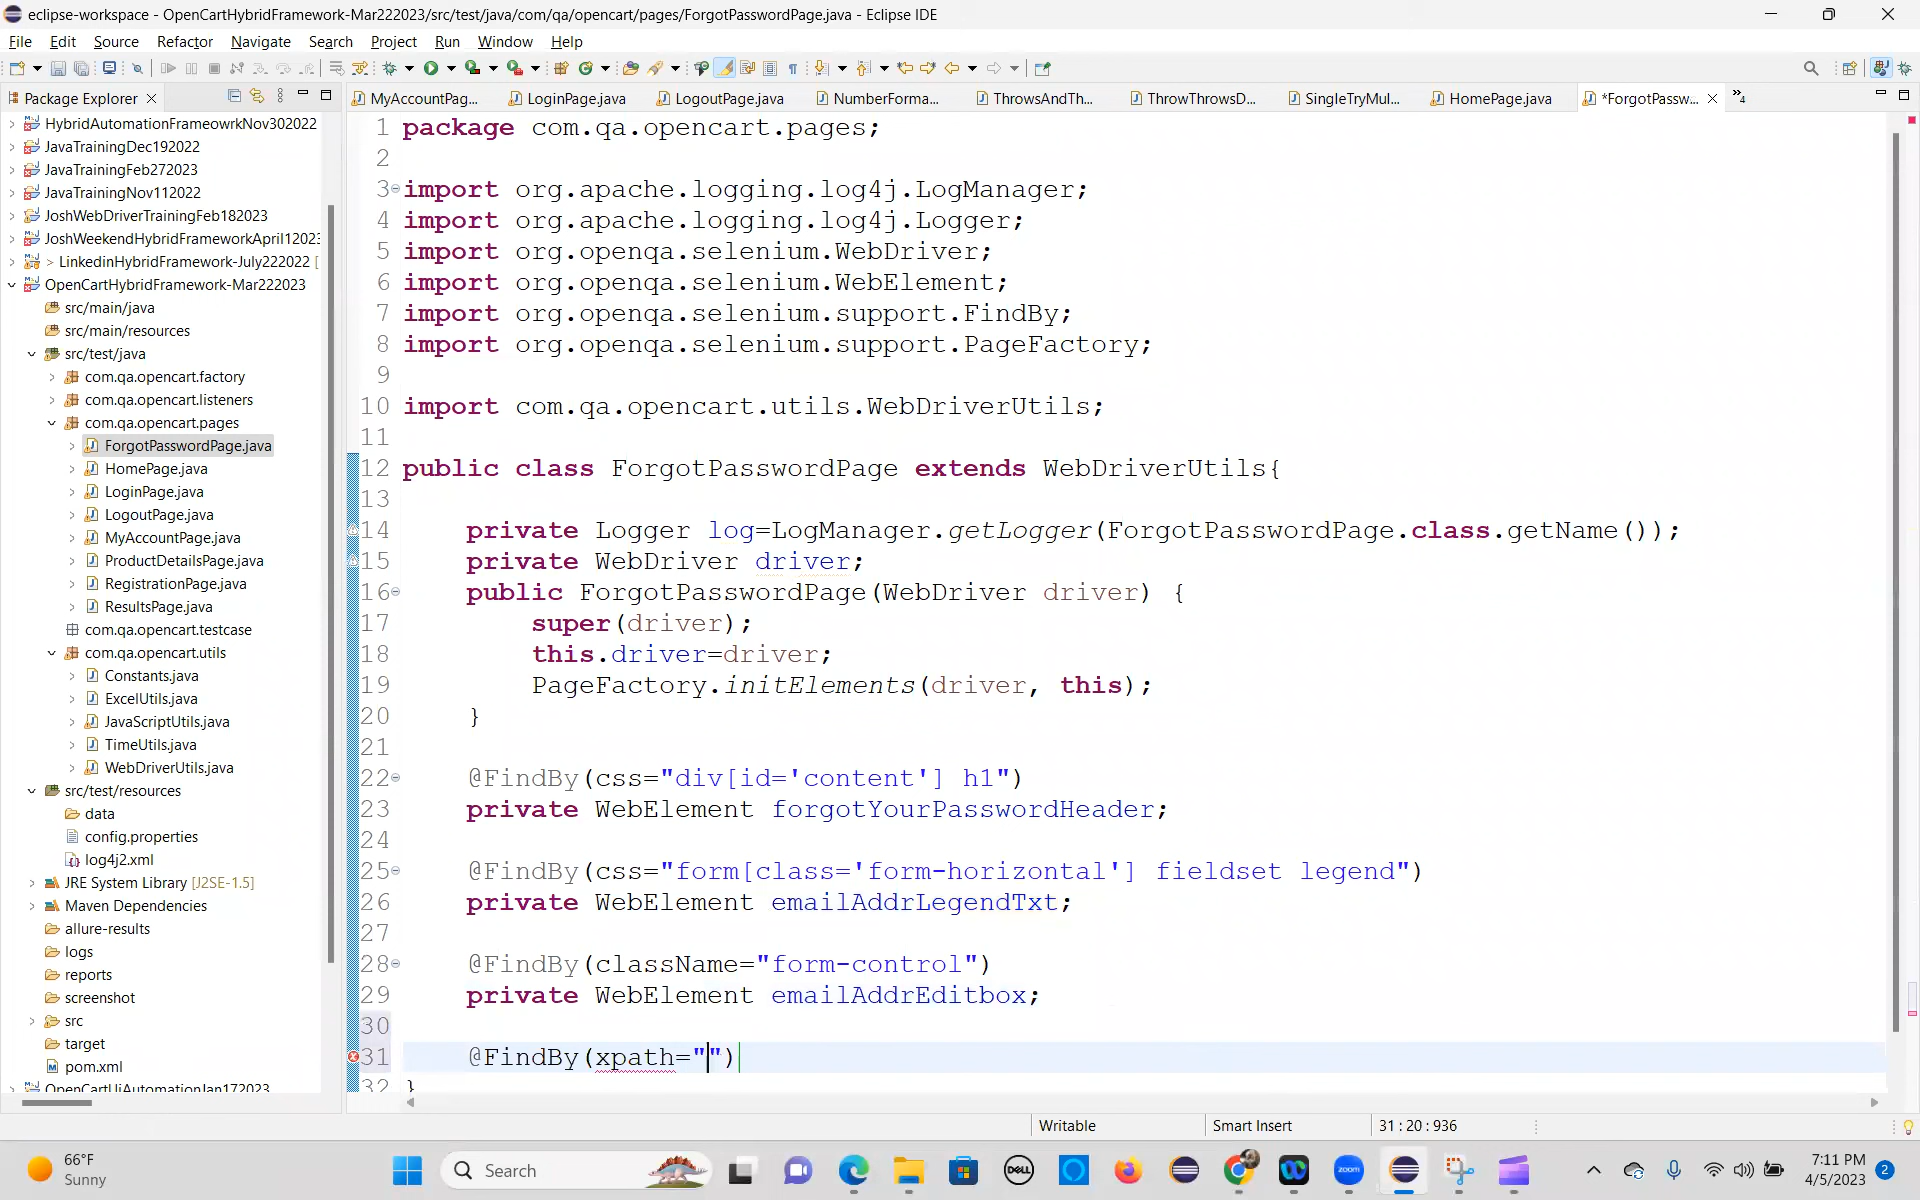 eclipse-workspace - OpenCartHybridFramework-Mar222023/src/test/java/com/qa/opencart/pages/ForgotPasswordPage.java - Eclipse IDE
File Edit Source Refactor Navigate Search Project Run Window Help
Package Explorer
MyAccountPag... LoginPage.java LogoutPage.java NumberForma... ThrowsAndTh... ThrowThrowsD... SingleTryMul... HomePage.java *ForgotPassw... »4
HybridAutomationFrameowrkNov302022
JavaTrainingDec192022
JavaTrainingFeb272023
JavaTrainingNov112022
JoshWebDriverTrainingFeb182023
JoshWeekendHybridFrameworkApril12023
> LinkedinHybridFramework-July222022 [
OpenCartHybridFramework-Mar222023
src/main/java
src/main/resources
src/test/java
com.qa.opencart.factory
com.qa.opencart.listeners
com.qa.opencart.pages
ForgotPasswordPage.java
HomePage.java
LoginPage.java
LogoutPage.java
MyAccountPage.java
ProductDetailsPage.java
RegistrationPage.java
ResultsPage.java
com.qa.opencart.testcase
com.qa.opencart.utils
Constants.java
ExcelUtils.java
JavaScriptUtils.java
TimeUtils.java
WebDriverUtils.java
src/test/resources
data
config.properties
log4j2.xml
JRE System Library [J2SE-1.5]
Maven Dependencies
allure-results
logs
reports
screenshot
src
target
pom.xml
OpenCartUiAutomationJan172023
1 package com.qa.opencart.pages;
2
3 import org.apache.logging.log4j.LogManager;
4 import org.apache.logging.log4j.Logger;
5 import org.openqa.selenium.WebDriver;
6 import org.openqa.selenium.WebElement;
7 import org.openqa.selenium.support.FindBy;
8 import org.openqa.selenium.support.PageFactory;
9
10 import com.qa.opencart.utils.WebDriverUtils;
11
12 public class ForgotPasswordPage extends WebDriverUtils{
13
14 private Logger log=LogManager.getLogger(ForgotPasswordPage.class.getName());
15 private WebDriver driver;
16 public ForgotPasswordPage(WebDriver driver) {
17 super(driver);
18 this.driver=driver;
19 PageFactory.initElements(driver, this);
20 }
21
22 @FindBy(css="div[id='content'] h1")
23 private WebElement forgotYourPasswordHeader;
24
25 @FindBy(css="form[class='form-horizontal'] fieldset legend")
26 private WebElement emailAddrLegendTxt;
27
28 @FindBy(className="form-control")
29 private WebElement emailAddrEditbox;
30
31 @FindBy(xpath="")
32 }
Writable Smart Insert 31 : 20 : 936
66°F
Sunny
Search
DELL
zoom
7:11 PM
4/5/2023
2